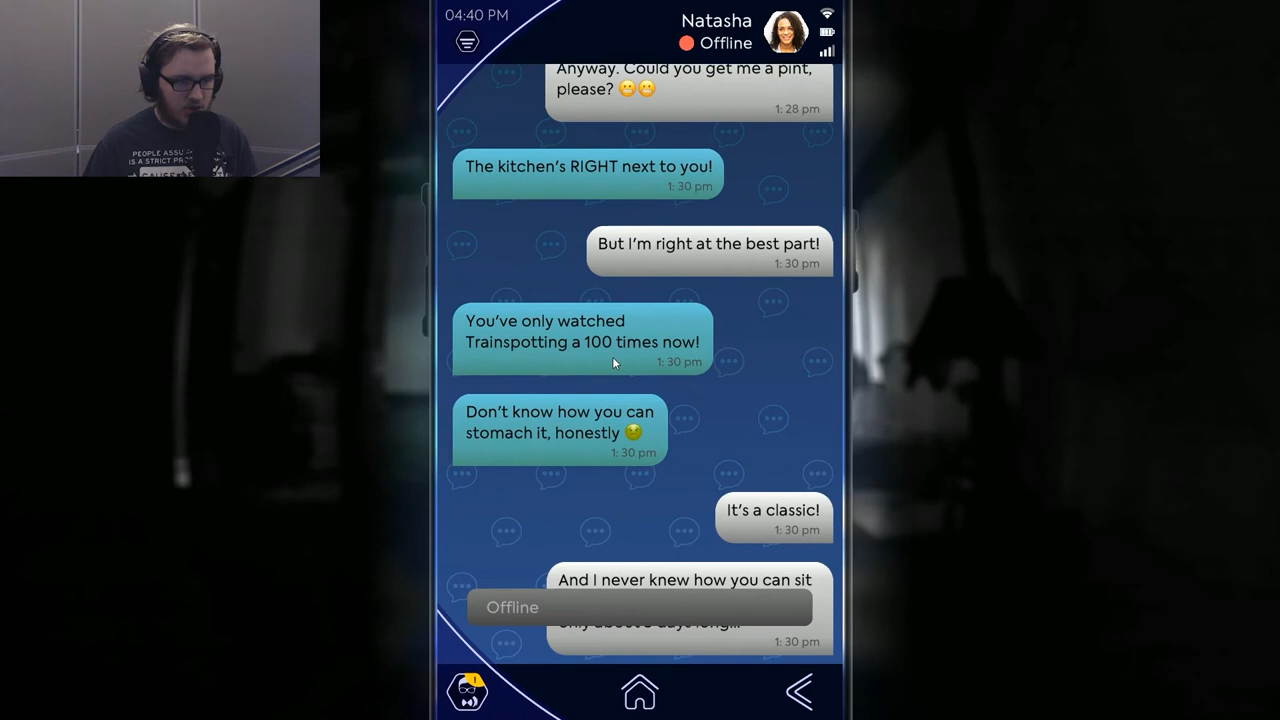 04:40 PM
Natasha
Offline
PEOPLE ASSU
IS A STRICT PRO
CAUSE
Anyway. Could you get me a pint,
please? 😬😬
1:28 pm
The kitchen's RIGHT next to you!
1:30 pm
But I'm right at the best part!
1:30 pm
You've only watched
Trainspotting a 100 times now!
1:30 pm
Don't know how you can
stomach it, honestly 🤢
1:30 pm
It's a classic!
1:30 pm
And I never knew how you can sit
Offline
1:30 pm